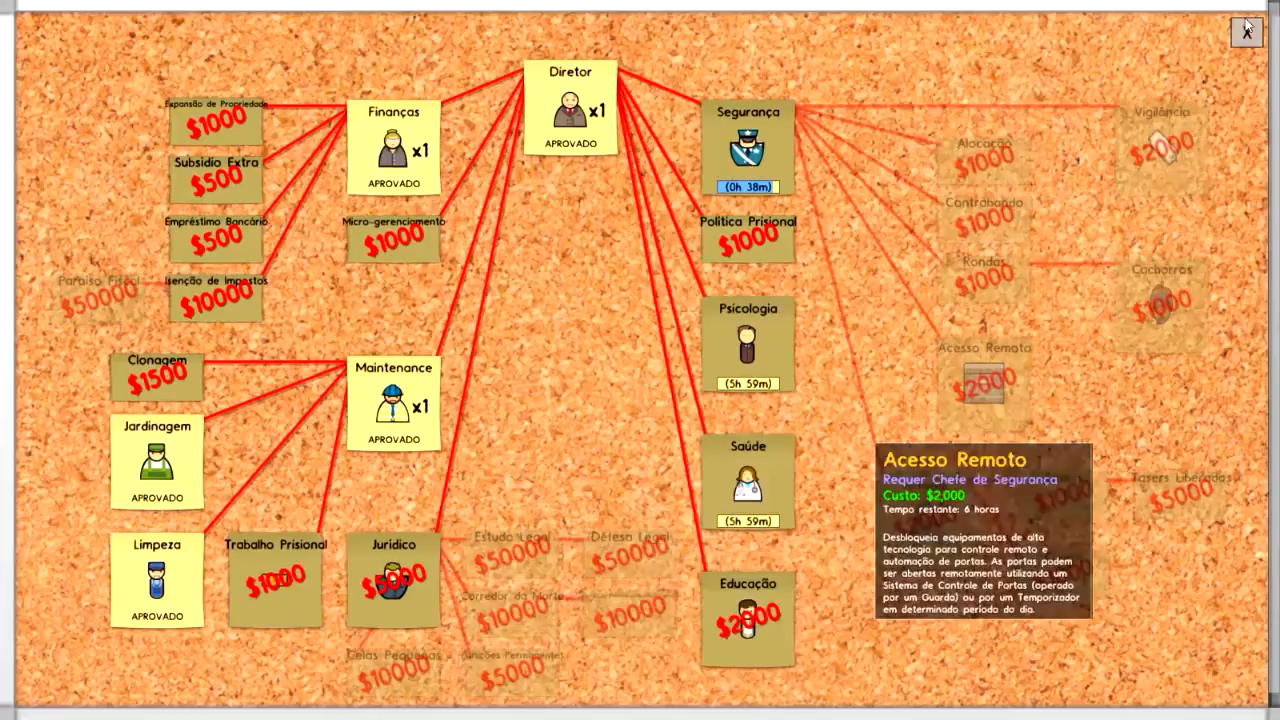 X
Diretor
x1
APROVADO
Expansão de Propriedade
$1000
Finanças
x1
APROVADO
Segurança
(0h 38m)
Vigilância
Alocação
$1000
Subsídio Extra
$500
Contrabando
$1000
Empréstimo Bancário
$500
Micro-gerenciamento
$1000
Política Prisional
$1000
Rondas
$1000
Cachorros
$1000
Paraíso Fiscal
$50000
Isenção de Impostos
$10000
Psicologia
(5h 59m)
Acesso Remoto
$2000
Clonagem
$1500
Maintenance
x1
APROVADO
Jardinagem
APROVADO
Saúde
(5h 59m)
Acesso Remoto
Requer Chefe de Segurança
Custo: $2,000
Tempo restante: 6 horas
Desbloqueia equipamentos de alta
tecnologia para controle remoto e
automação de portas. As portas podem
ser abertas remotamente utilizando um
Sistema de Controle de Portas (operado
por um Guarda) ou por um Temporizador
em determinado período do dia.
Tasers Liberados
$5000
Limpeza
APROVADO
Trabalho Prisional
$1000
Jurídico
$5000
Estudo Legal
$50000
Defesa Legal
$50000
Corredor da Morte
$10000
$10000
Educação
$2000
Celas Pequenas
$10000
$5000